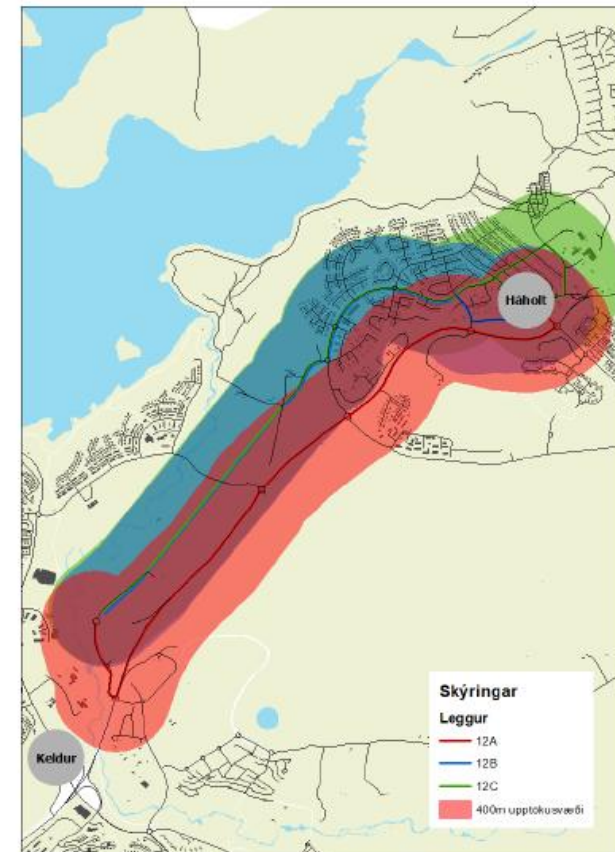 Háholt
Keldur
Skýringar
Leggur
12A
12B
12C
400m upptökusvæði